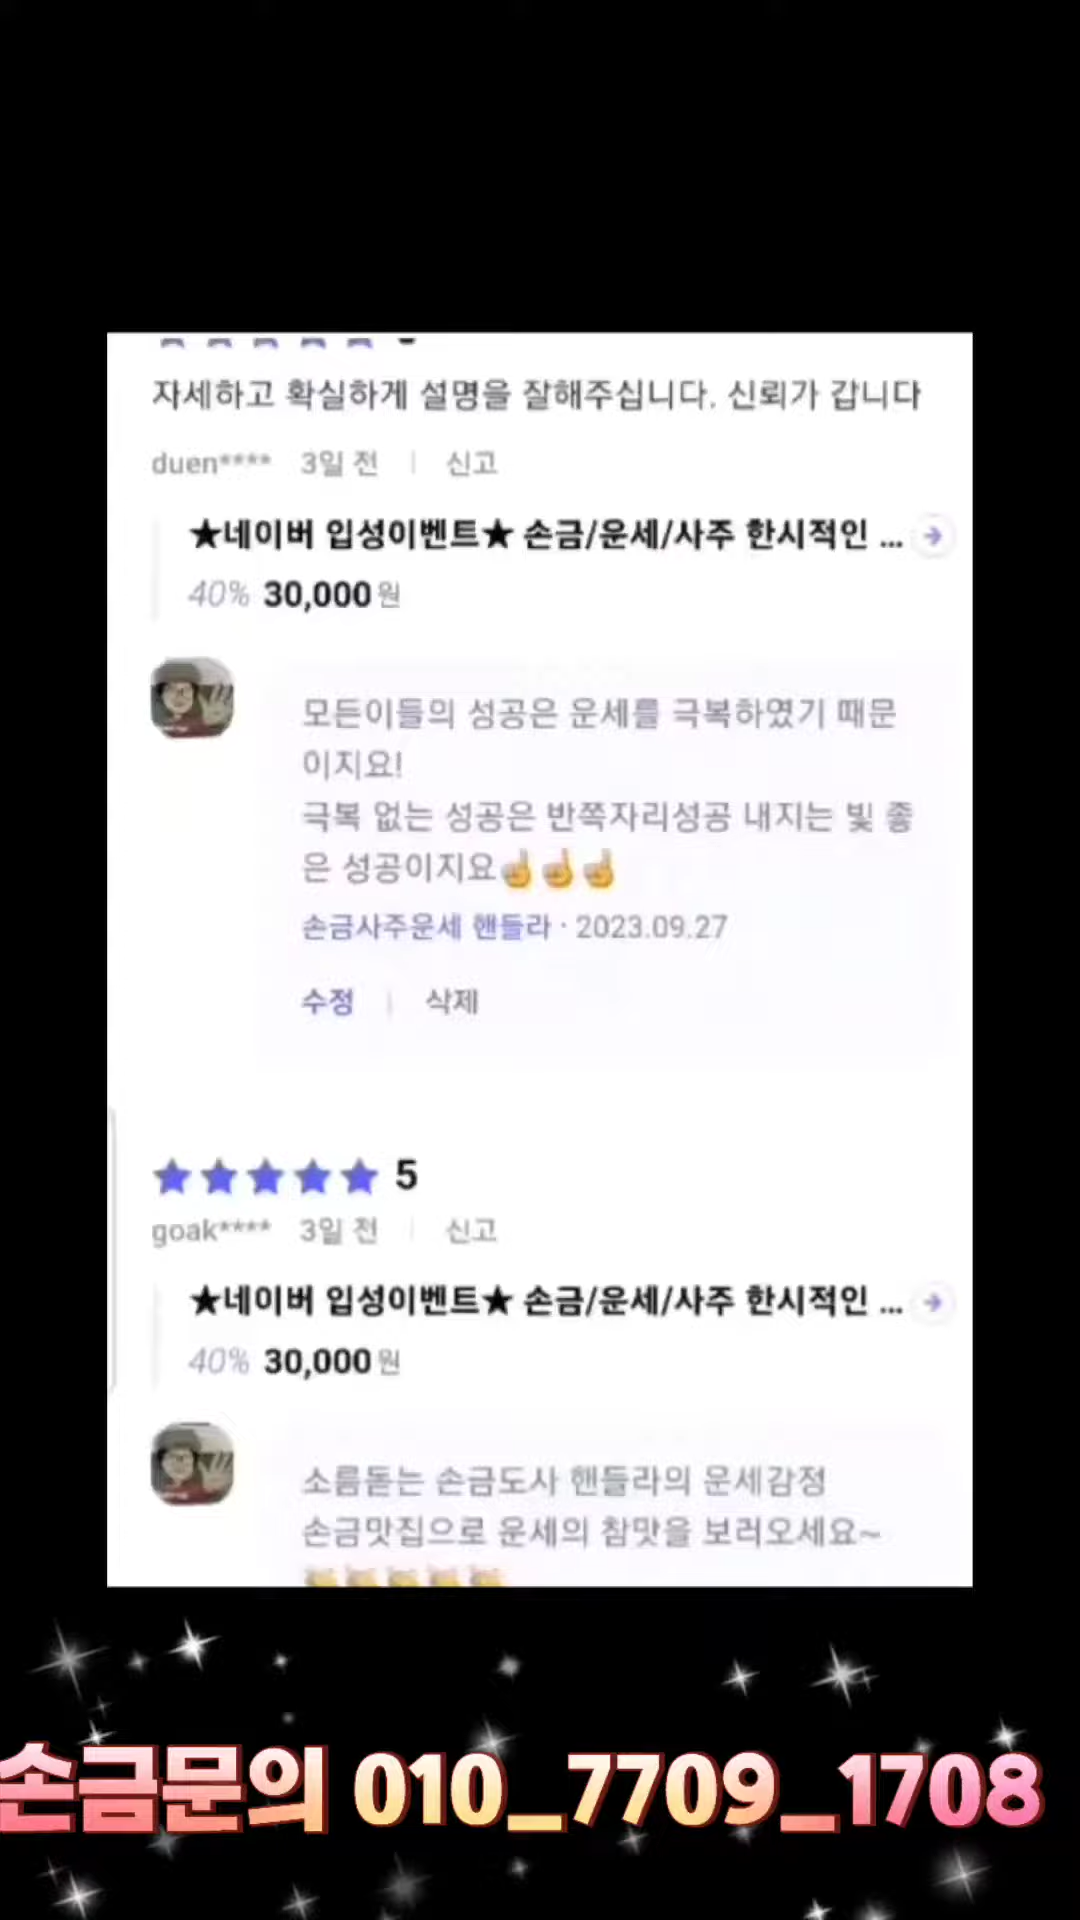 자세하고 확실하게 설명을 잘해주십니다. 신뢰가 갑니다
duen**** 3일 전 | 신고
★네이버 입성이벤트★ 손금/운세/사주 한시적인 ...
40% 30,000원
모든이들의 성공은 운세를 극복하였기 때문
이지요!
극복 없는 성공은 반쪽자리성공 내지는 빛 좋
은 성공이지요☝️☝️☝️
손금사주운세 핸들라 · 2023.09.27
수정 | 삭제
★★★★★ 5
goak**** 3일 전 | 신고
★네이버 입성이벤트★ 손금/운세/사주 한시적인 ...
40% 30,000원
소름돋는 손금도사 핸들라의 운세감정
손금맛집으로 운세의 참맛을 보러오세요~
손금문의 010_7709_1708